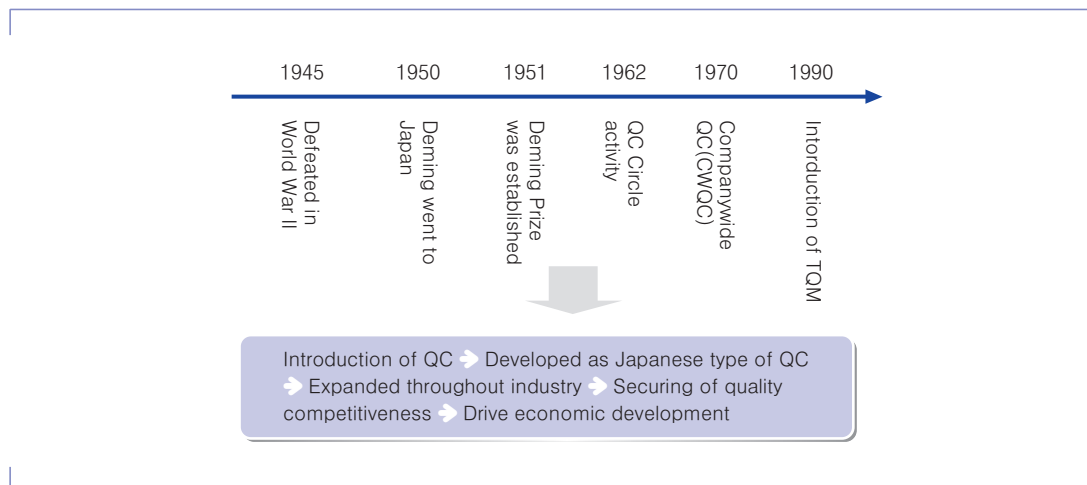 1945
1950
1951
1962
1970
1990
Defeated in
World War II
Deming went to
Japan
Deming Prize
was established
QC Circle
activity
Companywide
QC(CWQC)
Intorduction of TQM
Introduction of QC ➔ Developed as Japanese type of QC
➔ Expanded throughout industry ➔ Securing of quality
competitiveness ➔ Drive economic development